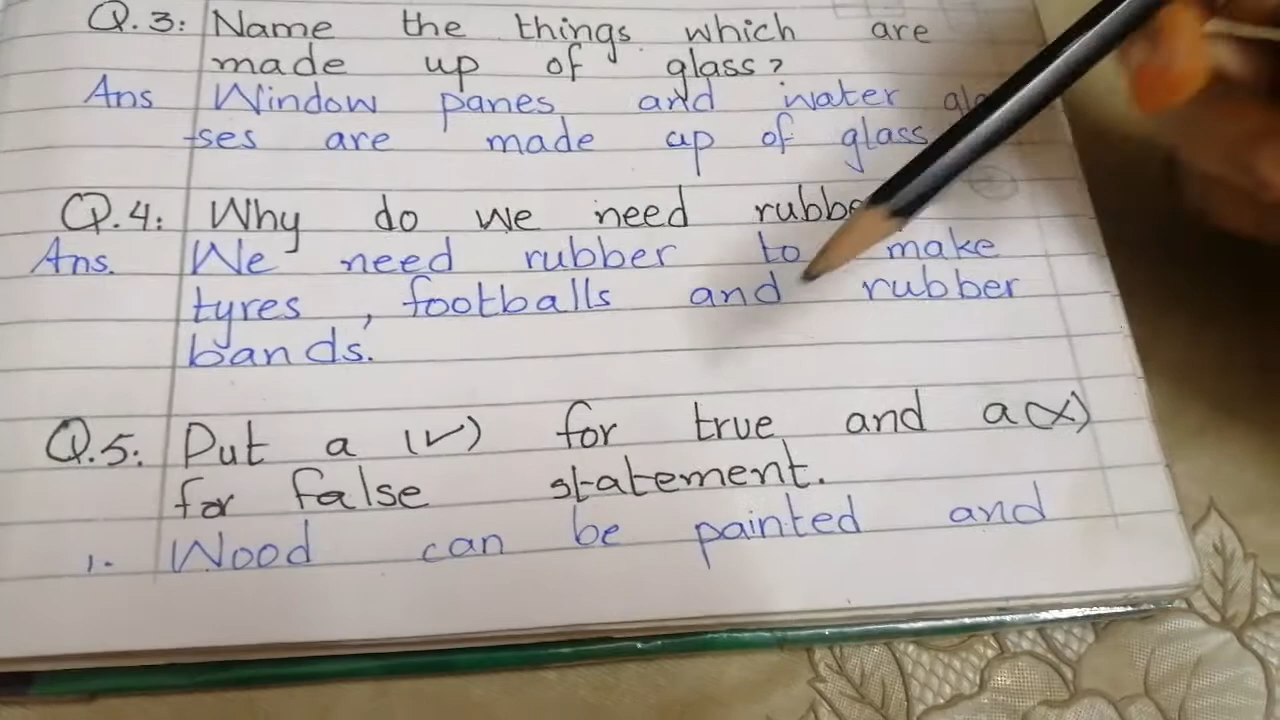 Q.3: Name the things which are
made up of glass?
Ans Window panes and water
-ses are made up of glass
Q.4: Why do we need
Ans. We need rubber to make
tyres, footballs and rubber
bands.
Q.5: Put a (✓) for true and a (x)
for false statement.
1. Wood can be painted and